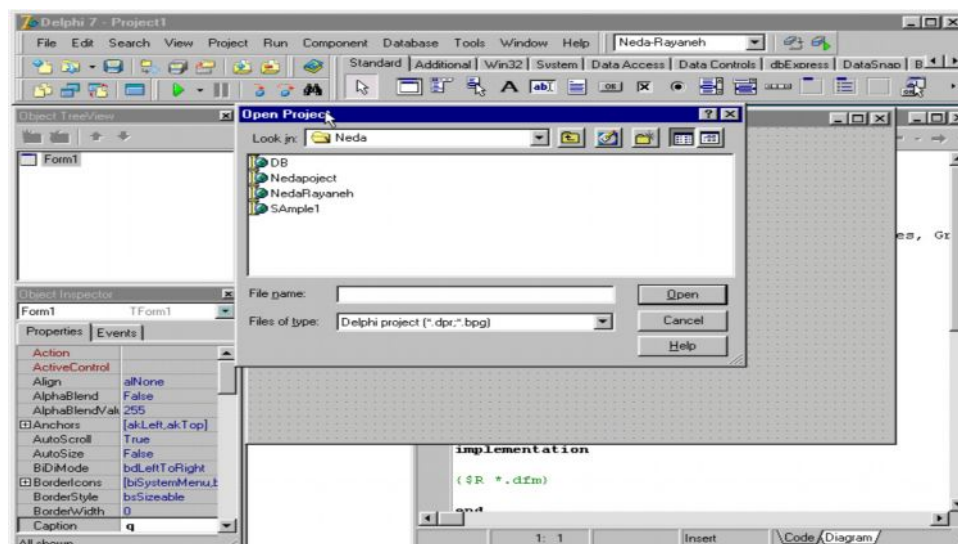 Delphi 7 - Project1
File Edit Search View Project Run Component Database Tools Window Help Neda-Rayaneh
Standard Additional Win32 System Data Access Data Controls dbExpress DataSnap B
Object TreeView
Form1
Open Project
Look in: Neda
DB
Nedapoject
NedaRayaneh
SAmple1
File name:
Open
Files of type: Delphi project (*.dpr;*.bpg)
Cancel
Help
es, Gr
Object Inspector
Form1 TForm1
Properties Events
Action
ActiveControl
Align alNone
AlphaBlend False
AlphaBlendValu 255
Anchors [akLeft,akTop]
AutoScroll True
AutoSize False
BiDiMode bdLeftToRight
BorderIcons [biSystemMenu,b
BorderStyle bsSizeable
BorderWidth 0
Caption q
All shown
implementation
{$R *.dfm}
end
1: 1 Insert Code Diagram